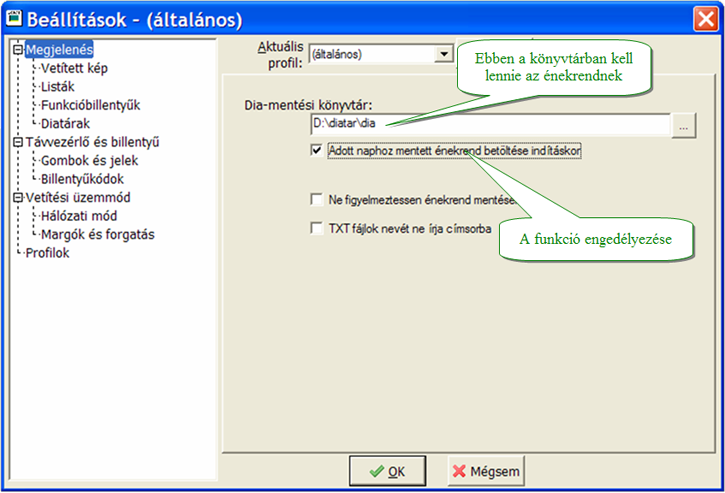 Beállítások - (általános)
Megjelenés
Vetített kép
Listák
Funkcióbillentyűk
Diatárak
Távvezérlő és billentyű
Gombok és jelek
Billentyűkódok
Vetítési üzemmód
Hálózati mód
Margók és forgatás
Profilok
Aktuális
profil:
(általános)
Ebben a könyvtárban kell
lennie az énekrendnek
Dia-mentési könyvtár:
D:\diatar\dia
...
Adott naphoz mentett énekrend betöltése indításkor
Ne figyelmeztessen énekrend mentése
TXT fájlok nevét ne írja címsorba
A funkció engedélyezése
OK
Mégsem